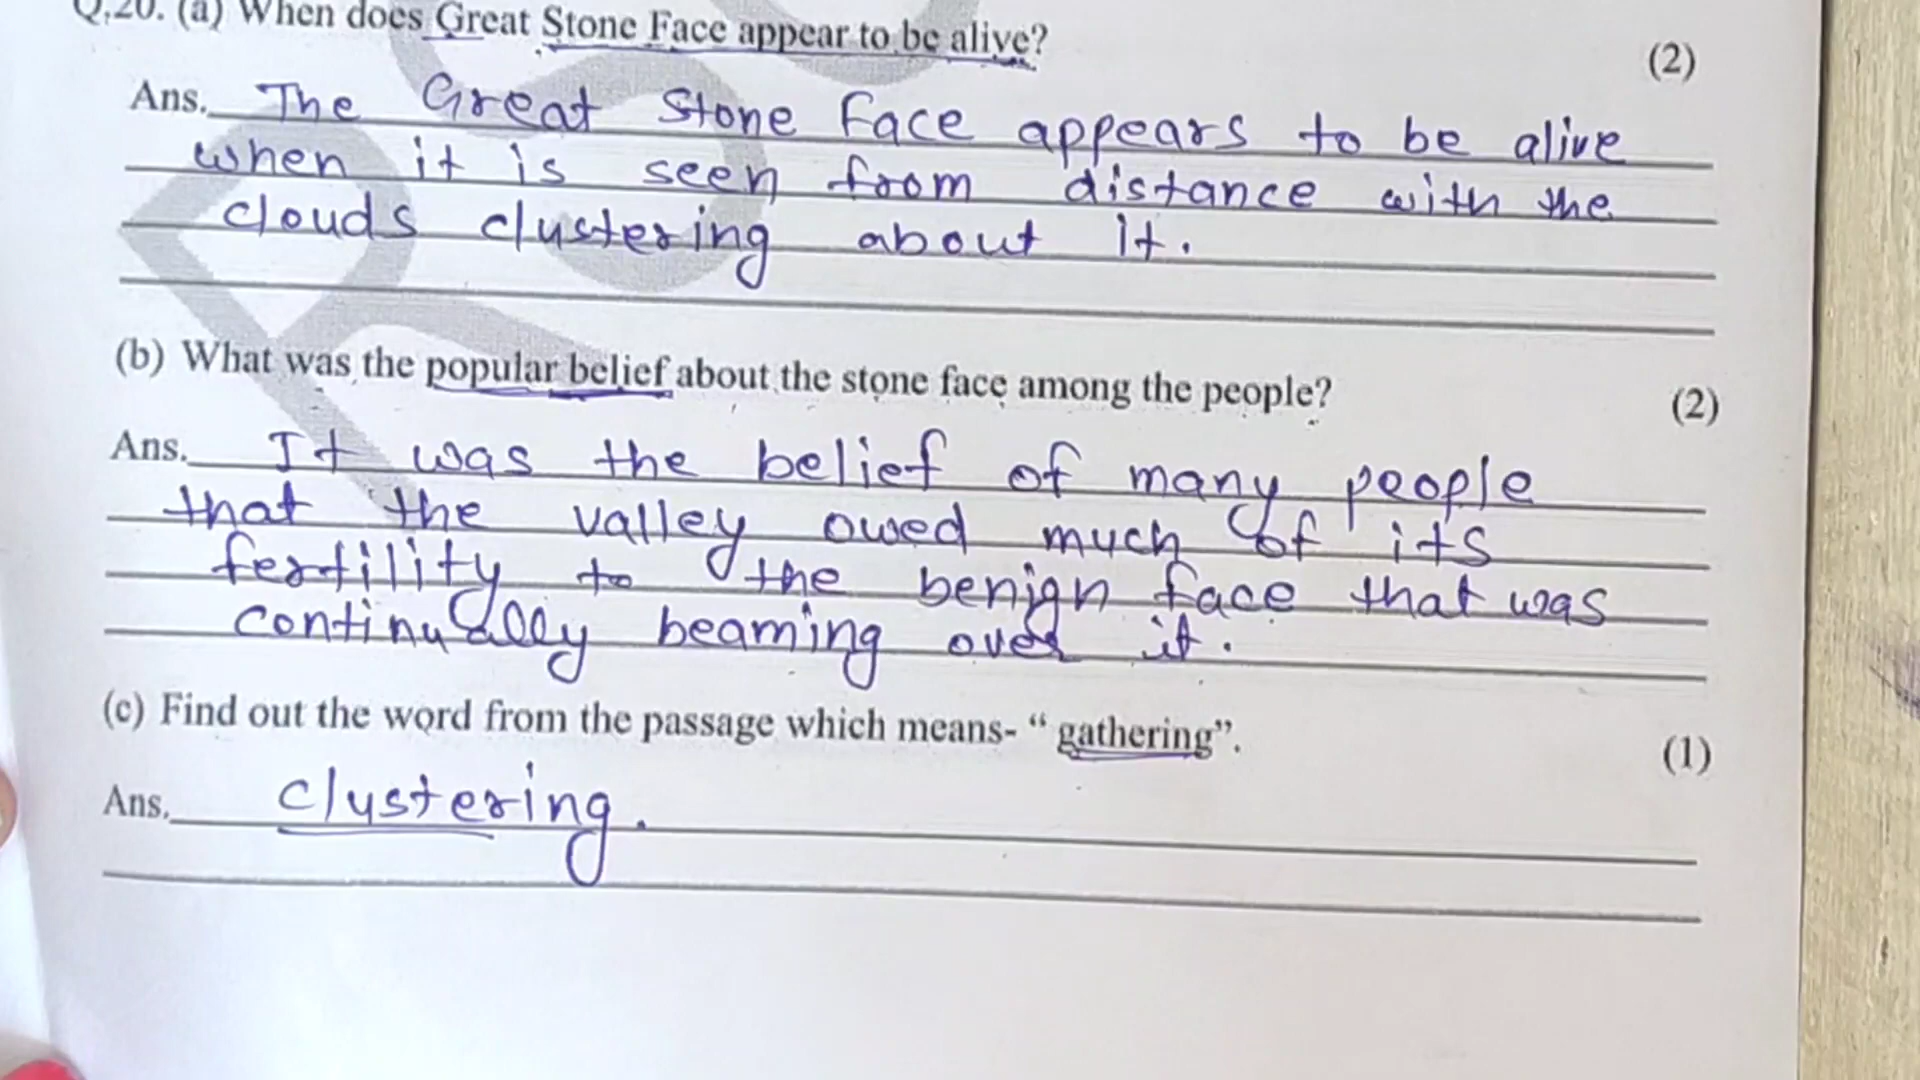 Q.20. (a) When does Great Stone Face appear to be alive? (2)
Ans. The Great Stone Face appears to be alive
when it is seen from distance with the
clouds clustering about it.
(b) What was the popular belief about the stone face among the people? (2)
Ans. It was the belief of many people
that the valley owed much of its
fertility to the benign face that was
continually beaming over it.
(c) Find out the word from the passage which means- “ gathering”. (1)
Ans. clustering.